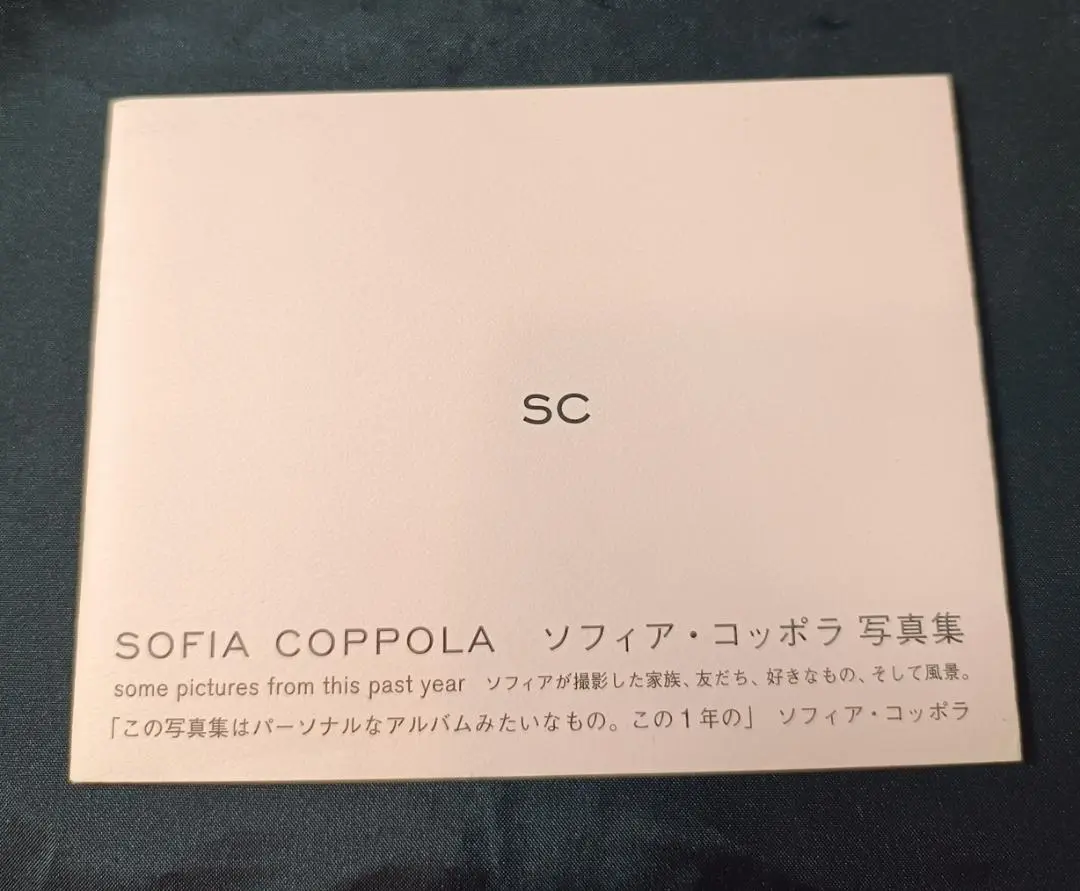 SC
SOFIA COPPOLA ソフィア・コッポラ 写真集
some pictures from this past year ソフィアが撮影した家族、友だち、好きなもの、そして風景。
「この写真集はパーソナルなアルバムみたいなもの。この1年の」 ソフィア・コッポラ